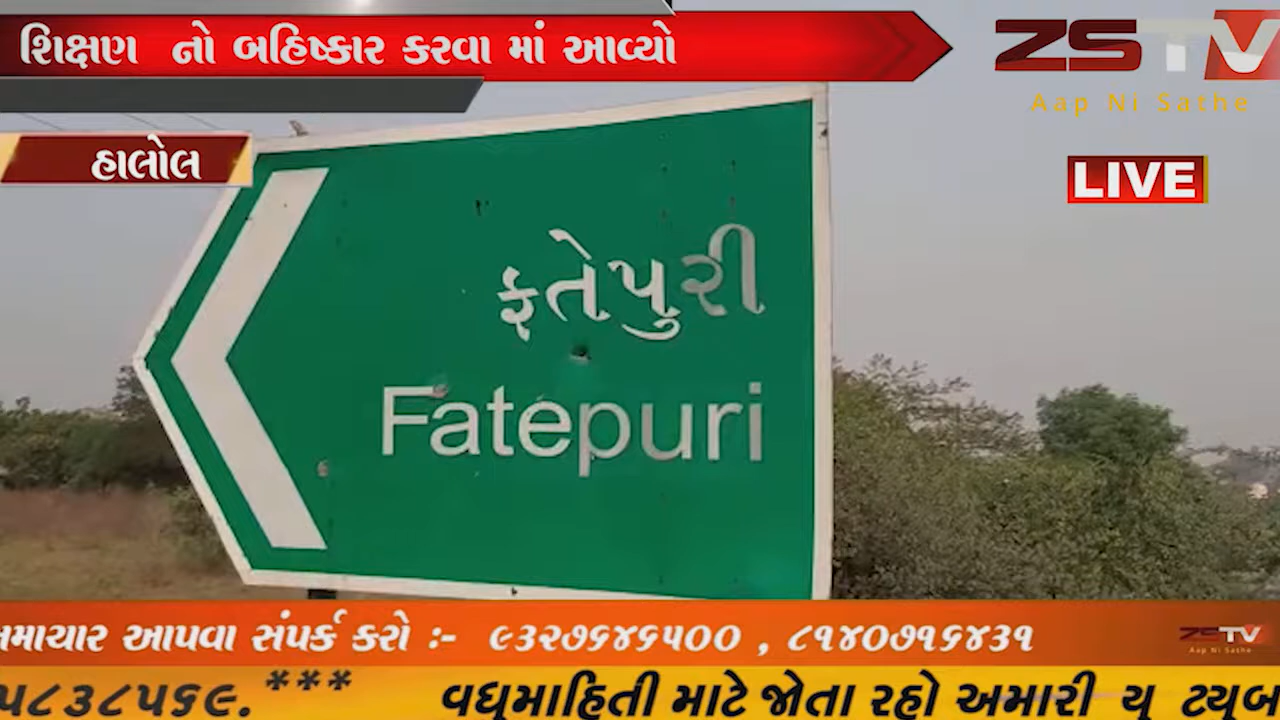 શિક્ષણ નો બહિષ્કાર કરવા માં આવ્યો
ZSTV
Aap Ni Sathe
હાલોલ
LIVE
ફતેપુરી
Fatepuri
સમાચાર આપવા સંપર્ક કરો :- ૯૩૨૭૬૪૬૫૦૦ , ૮૧૪૦૭૧૬૪૩૧
ZSTV
Aap Ni Sathe
૫૮૩૮૫૬૯.*** વધુમાહિતી માટે જોતા રહો અમારી યુ ટ્યુબ